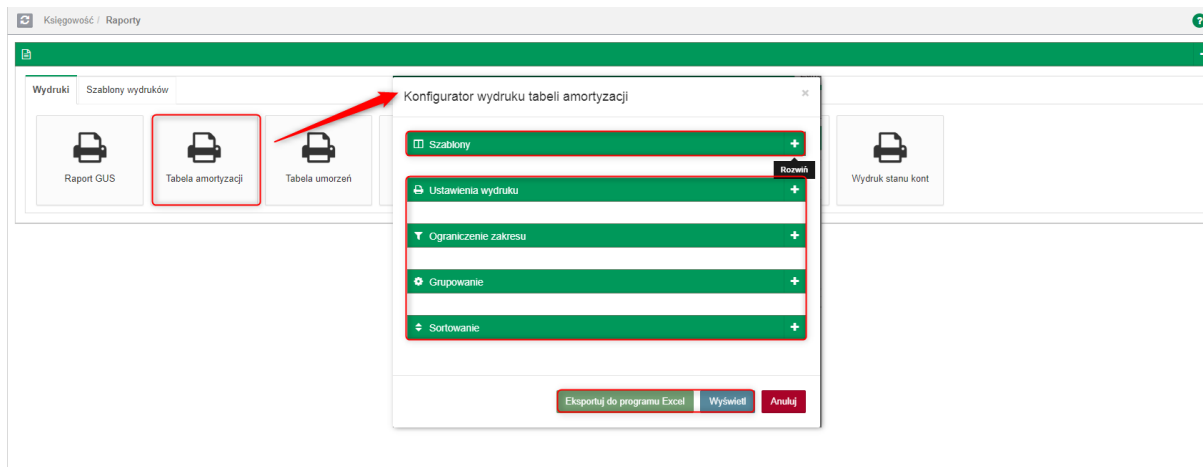 Księgowość / Raporty
Wydruki Szablony wydruków
Raport GUS
Tabela amortyzacji
Tabela umorzeń
Wydruk stanu kont
Konfigurator wydruku tabeli amortyzacji
Szablony
Rozwiń
Ustawienia wydruku
Ograniczenie zakresu
Grupowanie
Sortowanie
Eksportuj do programu Excel Wyświetl Anuluj